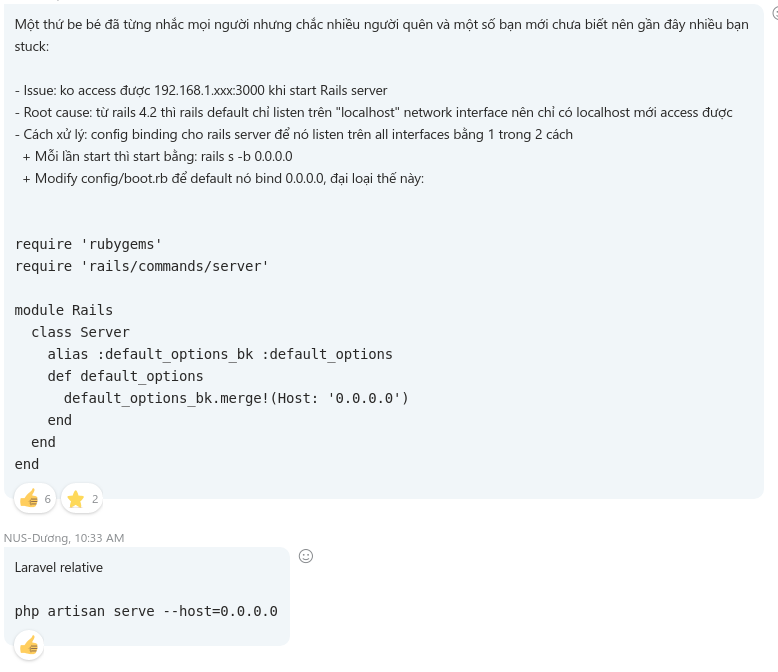 Một thứ be bé đã từng nhắc mọi người nhưng chắc nhiều người quên và một số bạn mới chưa biết nên gần đây nhiều bạn
stuck:
- Issue: ko access được 192.168.1.xxx:3000 khi start Rails server
- Root cause: từ rails 4.2 thì rails default chỉ listen trên "localhost" network interface nên chỉ có localhost mới access được
- Cách xử lý: config binding cho rails server để nó listen trên all interfaces bằng 1 trong 2 cách
+ Mỗi lần start thì start bằng: rails s -b 0.0.0.0
+ Modify config/boot.rb để default nó bind 0.0.0.0, đại loại thế này:
require 'rubygems'
require 'rails/commands/server'
module Rails
class Server
alias :default_options_bk :default_options
def default_options
default_options_bk.merge!(Host: '0.0.0.0')
end
end
end
6 2
NUS-Dương, 10:33 AM
Laravel relative
php artisan serve --host=0.0.0.0